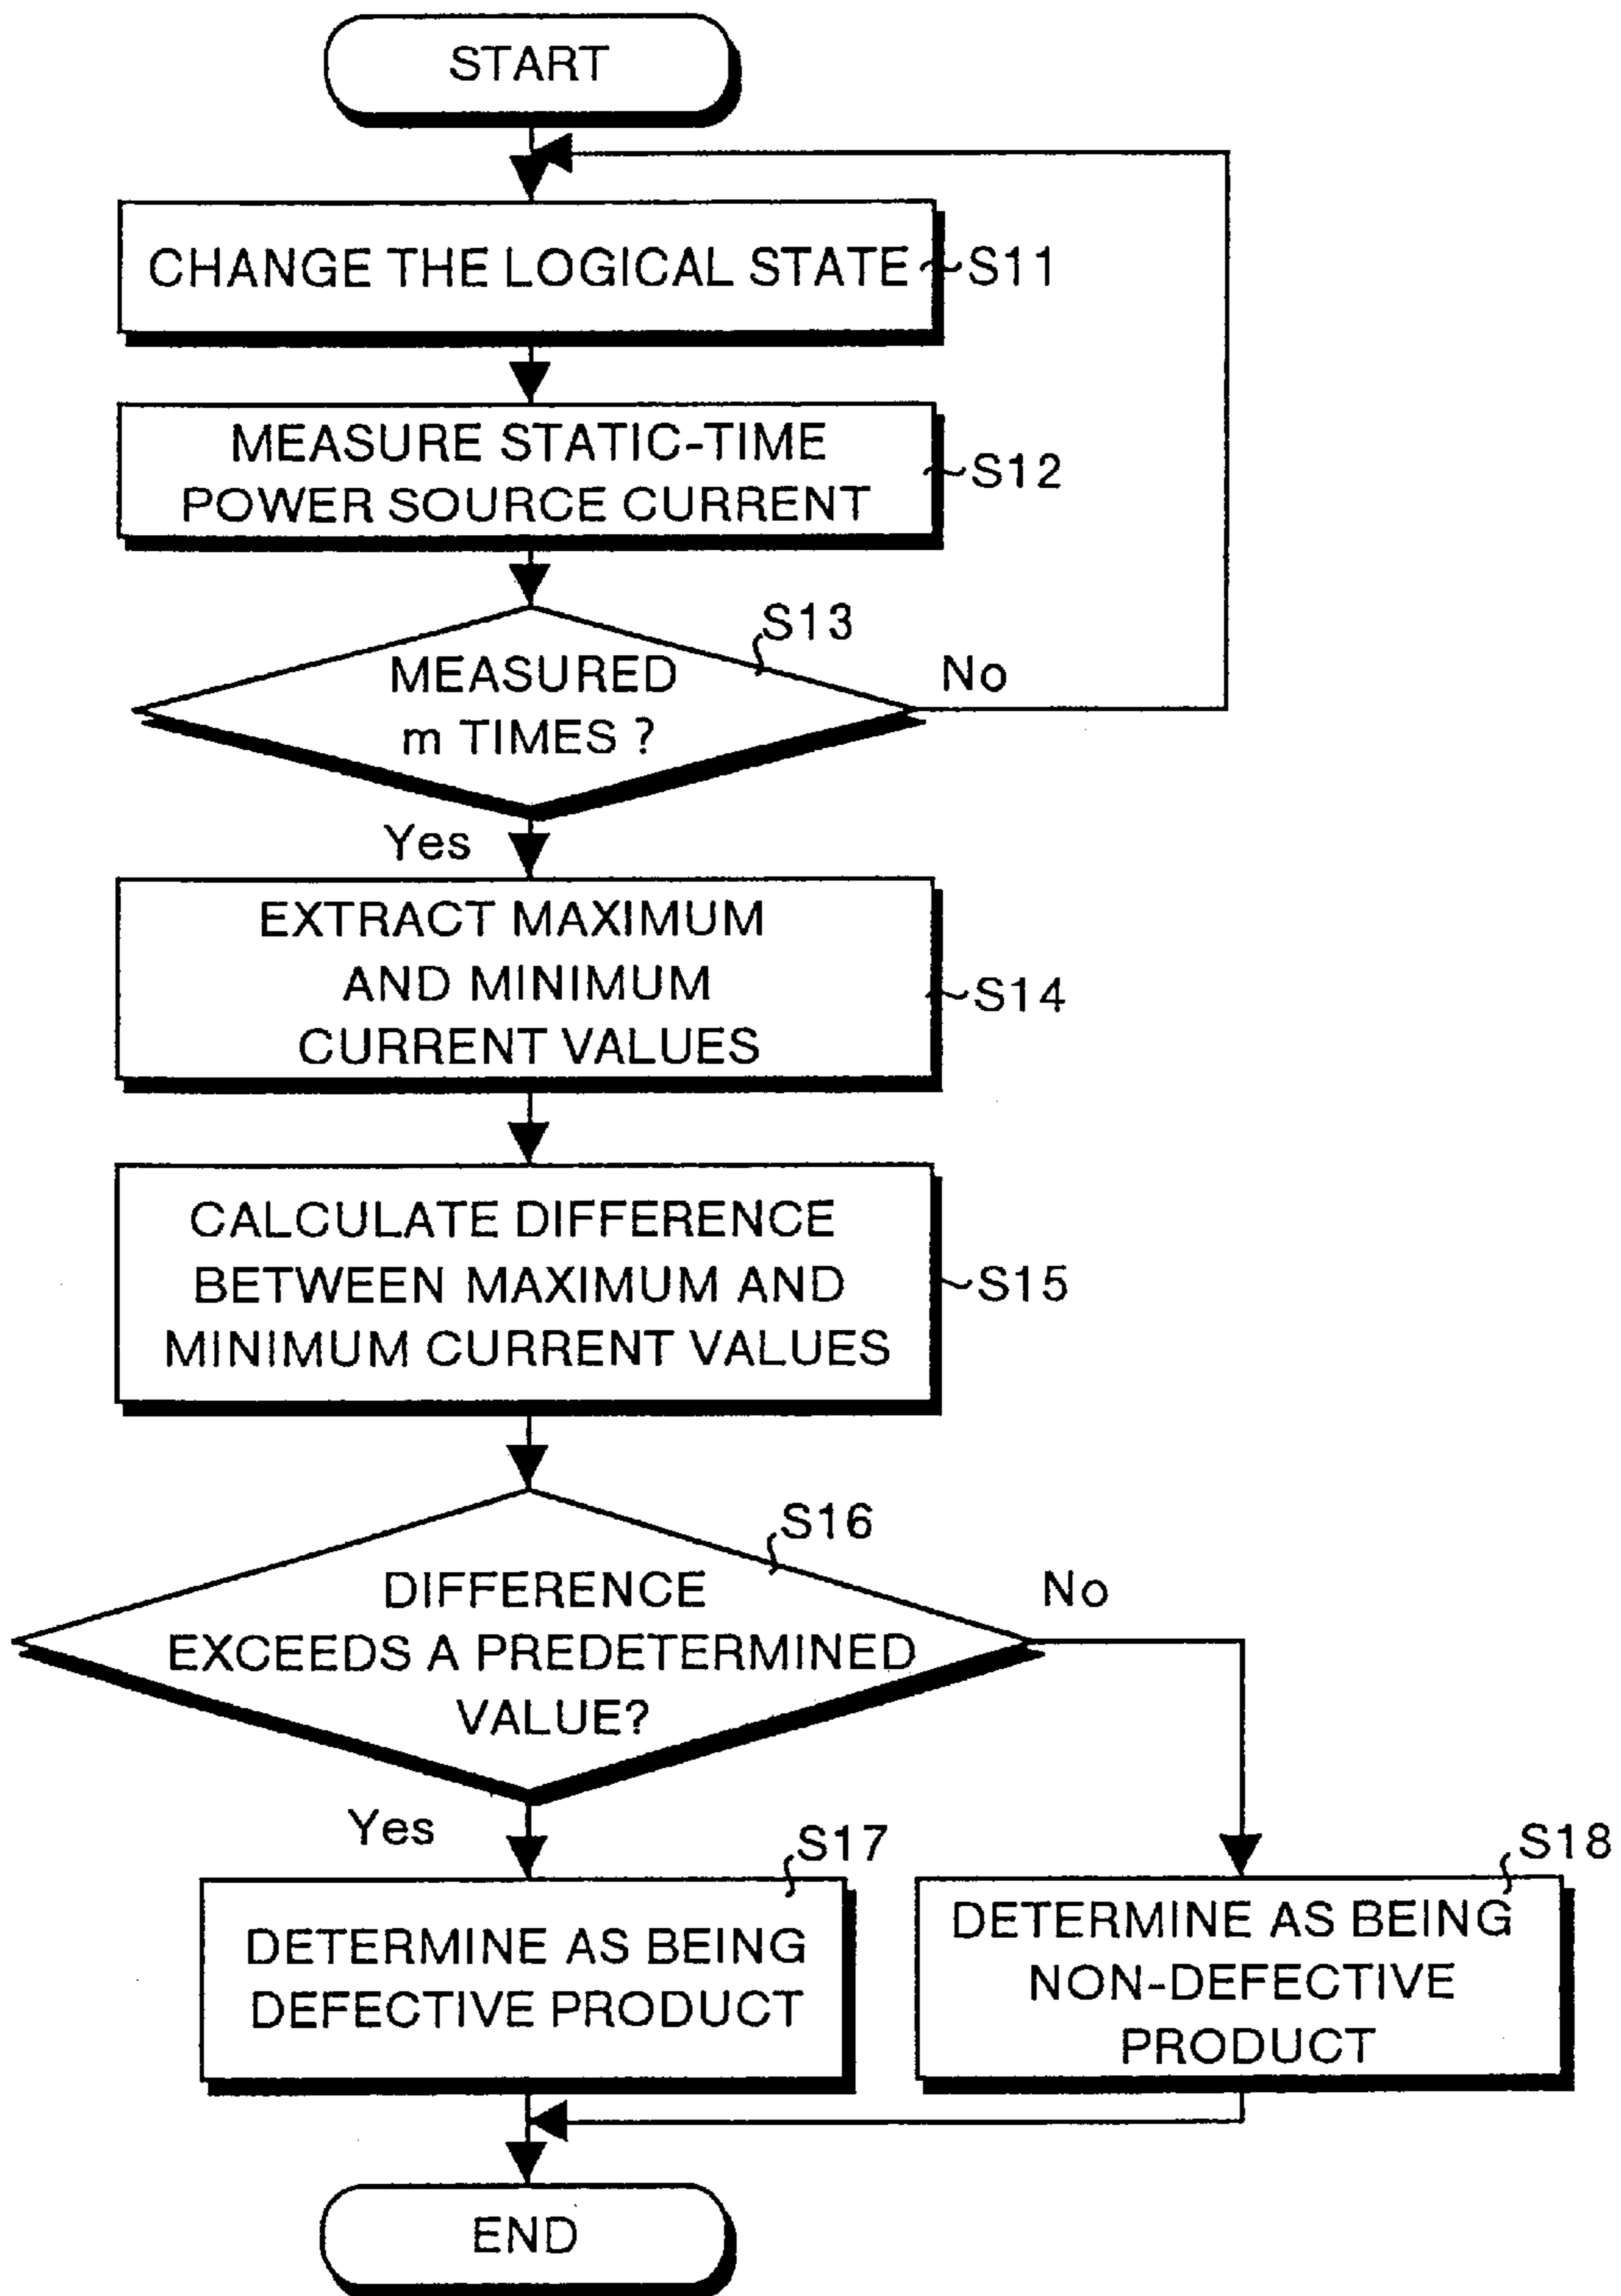 START
CHANGE THE LOGICAL STATE
S11
MEASURE STATIC-TIME
POWER SOURCE CURRENT
S12
S13
MEASURED
m TIMES ?
No
Yes
EXTRACT MAXIMUM
AND MINIMUM
CURRENT VALUES
S14
CALCULATE DIFFERENCE
BETWEEN MAXIMUM AND
MINIMUM CURRENT VALUES
S15
S16
DIFFERENCE
EXCEEDS A PREDETERMINED
VALUE?
No
Yes
S17
DETERMINE AS BEING
DEFECTIVE PRODUCT
S18
DETERMINE AS BEING
NON-DEFECTIVE
PRODUCT
END